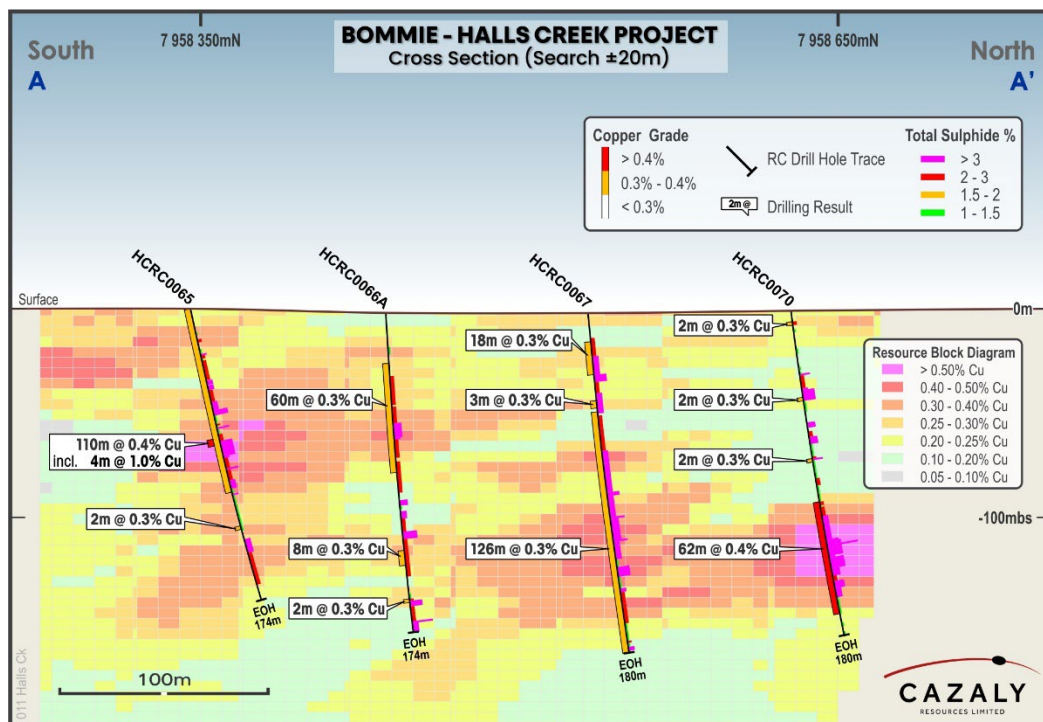 BOMMIE - HALLS CREEK PROJECT
Cross Section (Search ±20m)
South
A
7 958 350mN
7 958 650mN
North
A'
Copper Grade
> 0.4%
0.3% - 0.4%
< 0.3%
RC Drill Hole Trace
2m @
Drilling Result
Total Sulphide %
> 3
2 - 3
1.5 - 2
1 - 1.5
HCRC0065
HCRC0066A
HCRC0067
HCRC0070
Surface
0m
2m @ 0.3% Cu
18m @ 0.3% Cu
60m @ 0.3% Cu
3m @ 0.3% Cu
2m @ 0.3% Cu
110m @ 0.4% Cu
incl. 4m @ 1.0% Cu
2m @ 0.3% Cu
2m @ 0.3% Cu
8m @ 0.3% Cu
126m @ 0.3% Cu
62m @ 0.4% Cu
2m @ 0.3% Cu
Resource Block Diagram
> 0.50% Cu
0.40 - 0.50% Cu
0.30 - 0.40% Cu
0.25 - 0.30% Cu
0.20 - 0.25% Cu
0.10 - 0.20% Cu
0.05 - 0.10% Cu
-100mbs
EOH
174m
EOH
174m
EOH
180m
EOH
180m
100m
011 Halls Ck
CAZALY
RESOURCES LIMITED